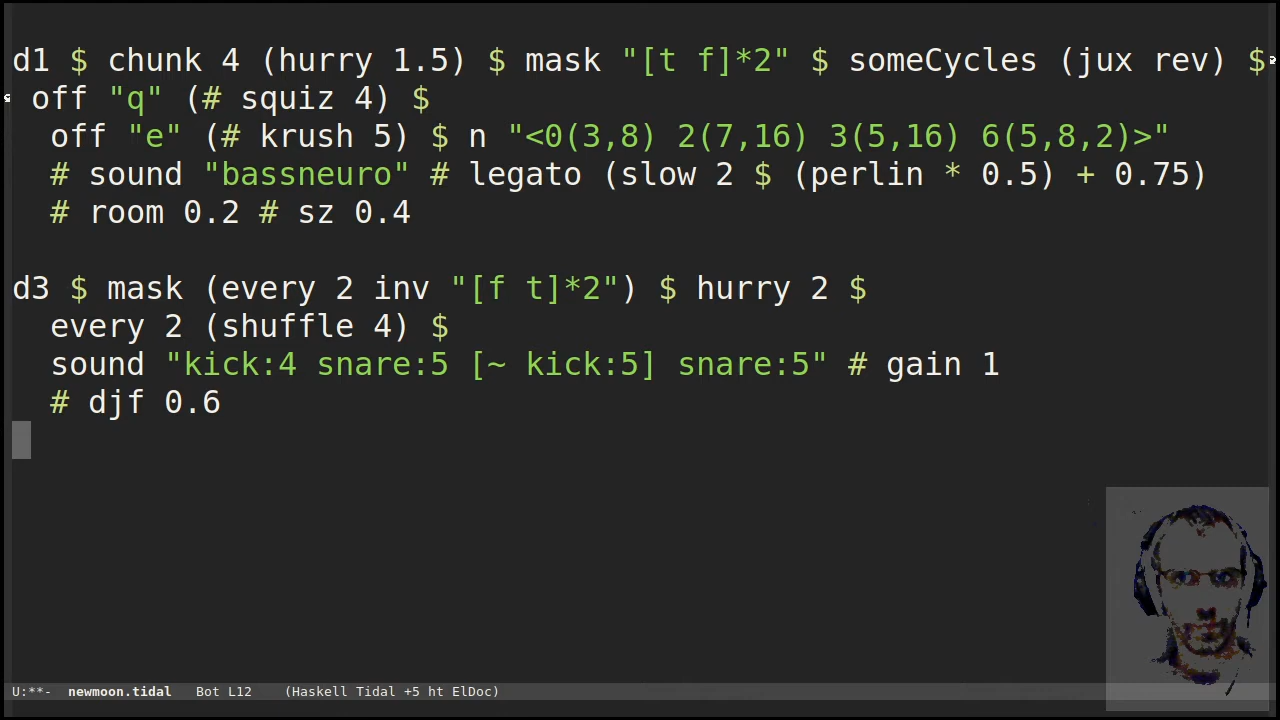 d1 $ chunk 4 (hurry 1.5) $ mask "[t f]*2" $ someCycles (jux rev) $
off "q" (# squiz 4) $
off "e" (# krush 5) $ n "<0(3,8) 2(7,16) 3(5,16) 6(5,8,2)>"
# sound "bassneuro" # legato (slow 2 $ (perlin * 0.5) + 0.75)
# room 0.2 # sz 0.4
d3 $ mask (every 2 inv "[f t]*2") $ hurry 2 $
every 2 (shuffle 4) $
sound "kick:4 snare:5 [~ kick:5] snare:5" # gain 1
# djf 0.6
U:**-  newmoon.tidal   Bot L12    (Haskell Tidal +5 ht ElDoc)